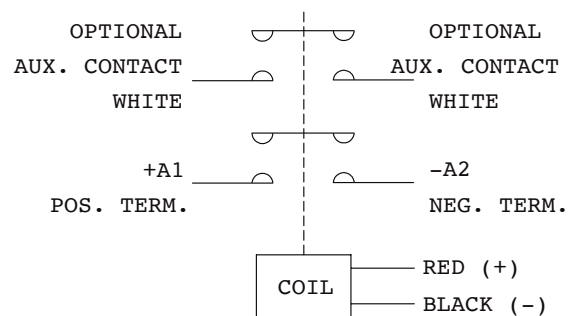 OPTIONAL
AUX. CONTACT
WHITE
OPTIONAL
AUX. CONTACT
WHITE
+A1
POS. TERM.
-A2
NEG. TERM.
COIL
RED (+)
BLACK (-)